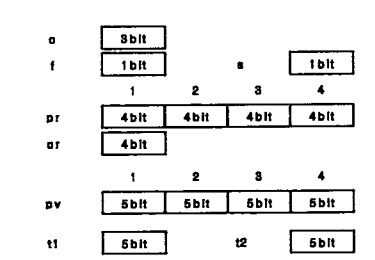 a 3bit
f 1bit s 1bit
1 2 3 4
pr 4bit 4bit 4bit 4bit
ar 4bit
1 2 3 4
pv 5bit 5bit 5bit 5bit
t1 5bit t2 5bit